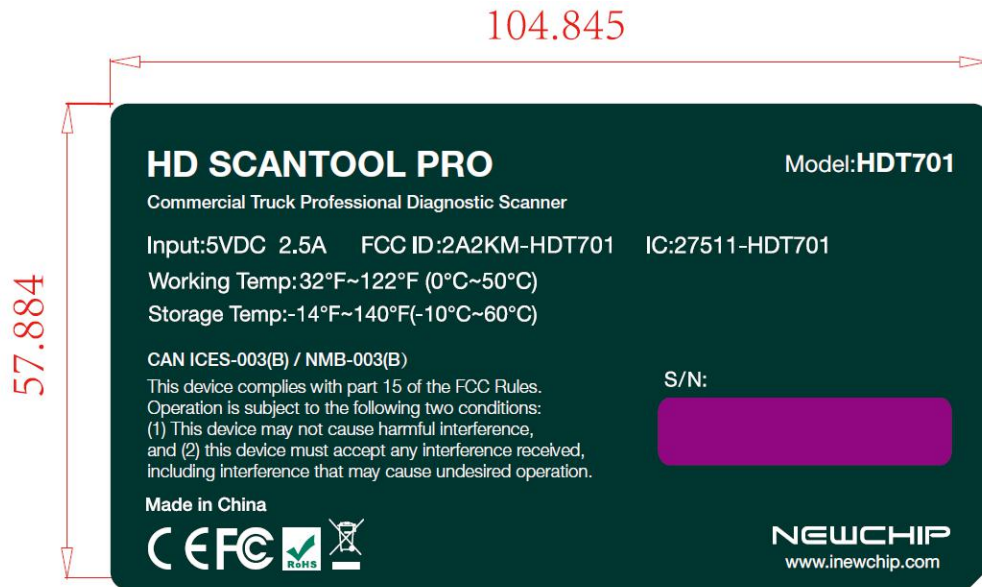 104.845
57.884
HD SCANTOOL PRO
Model:HDT701
Commercial Truck Professional Diagnostic Scanner
Input:5VDC 2.5A FCC ID:2A2KM-HDT701 IC:27511-HDT701
Working Temp:32°F~122°F (0°C~50°C)
Storage Temp:-14°F~140°F(-10°C~60°C)
CAN ICES-003(B) / NMB-003(B)
This device complies with part 15 of the FCC Rules.
Operation is subject to the following two conditions:
(1) This device may not cause harmful interference,
and (2) this device must accept any interference received,
including interference that may cause undesired operation.
S/N:
Made in China
CE FC RoHS
NEWCHIP
www.inewchip.com